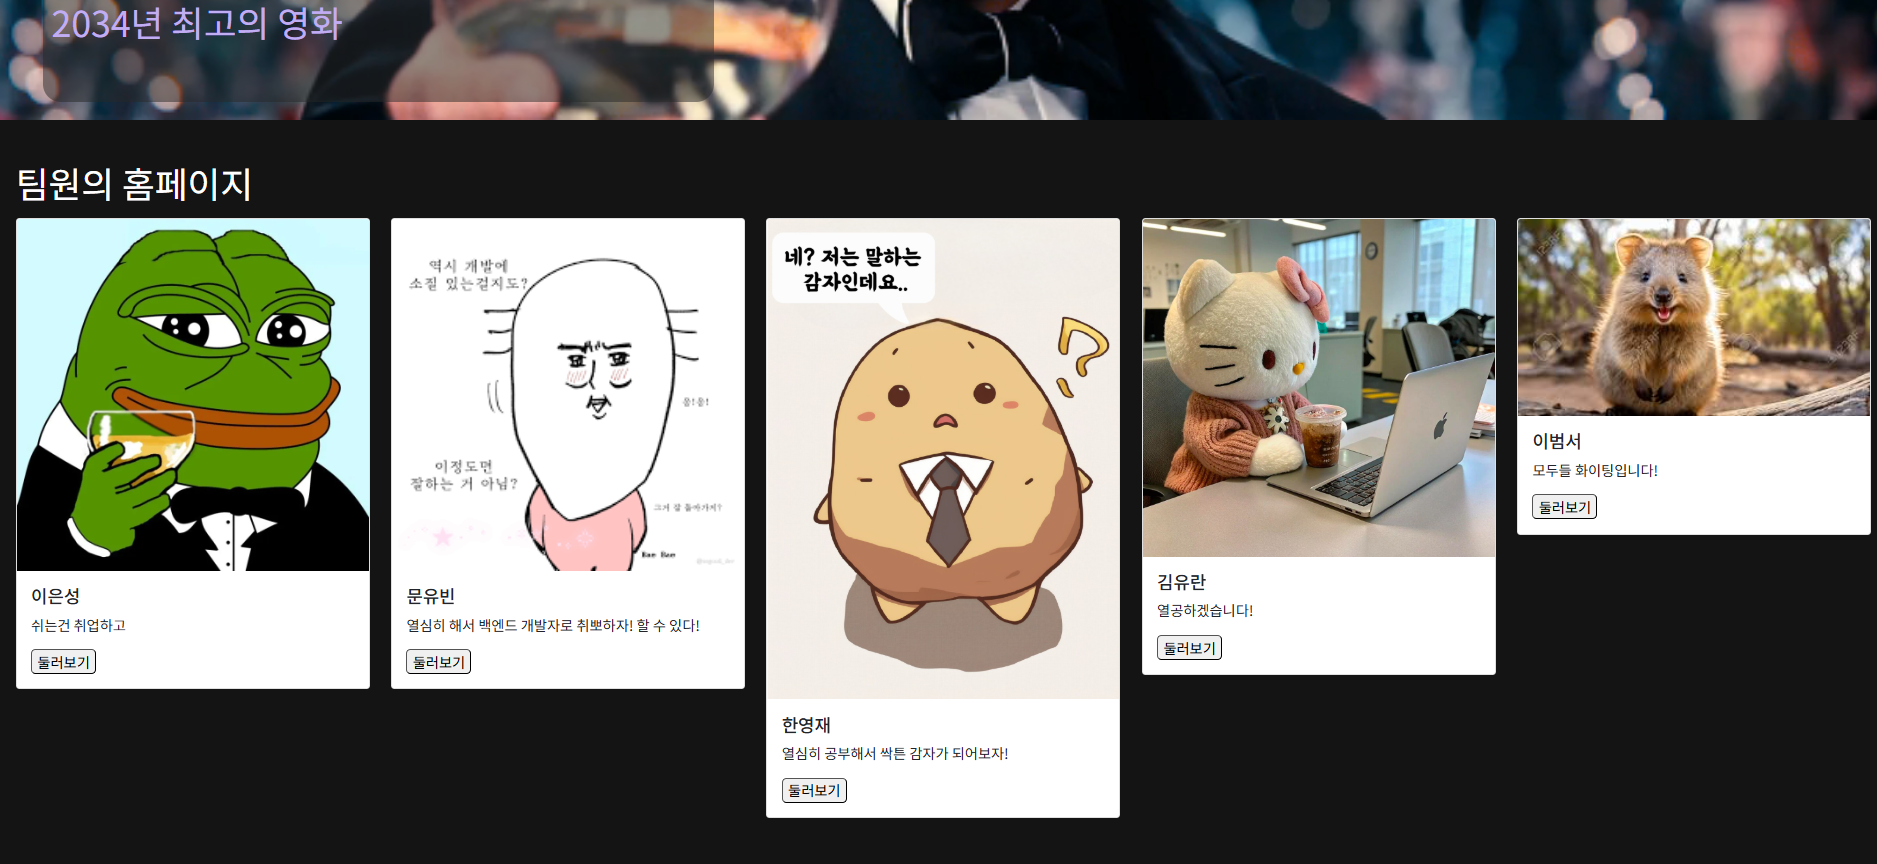 2034년 최고의 영화
팀원의 홈페이지
역시 개발에
소질 있는걸지도?
응!응!
이정도면
잘하는 거 아님?
그거 잘 돌아가지?
Bae Bae
이은성
쉬는건 취업하고
둘러보기
문유빈
열심히 해서 백엔드 개발자로 취뽀하자! 할 수 있다!
둘러보기
네? 저는 말하는
감자인데요..
한영재
열심히 공부해서 싹튼 감자가 되어보자!
둘러보기
김유란
열공하겠습니다!
둘러보기
이범서
모두들 화이팅입니다!
둘러보기